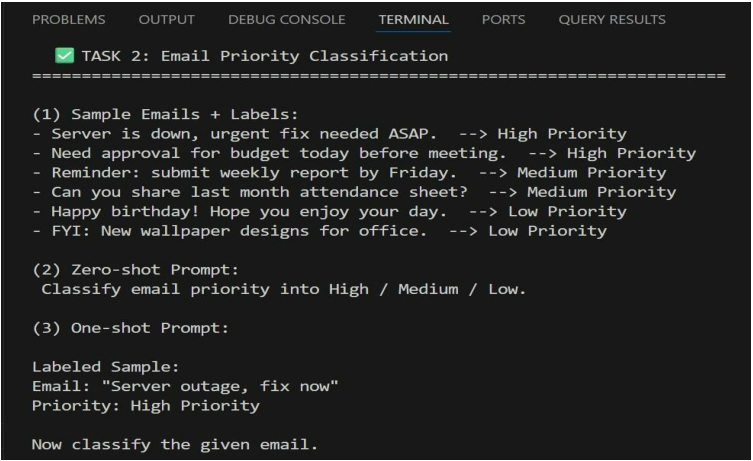 PROBLEMS OUTPUT DEBUG CONSOLE TERMINAL PORTS QUERY RESULTS
✅ TASK 2: Email Priority Classification
======================================================================
(1) Sample Emails + Labels:
- Server is down, urgent fix needed ASAP. --> High Priority
- Need approval for budget today before meeting. --> High Priority
- Reminder: submit weekly report by Friday. --> Medium Priority
- Can you share last month attendance sheet? --> Medium Priority
- Happy birthday! Hope you enjoy your day. --> Low Priority
- FYI: New wallpaper designs for office. --> Low Priority
(2) Zero-shot Prompt:
Classify email priority into High / Medium / Low.
(3) One-shot Prompt:
Labeled Sample:
Email: "Server outage, fix now"
Priority: High Priority
Now classify the given email.